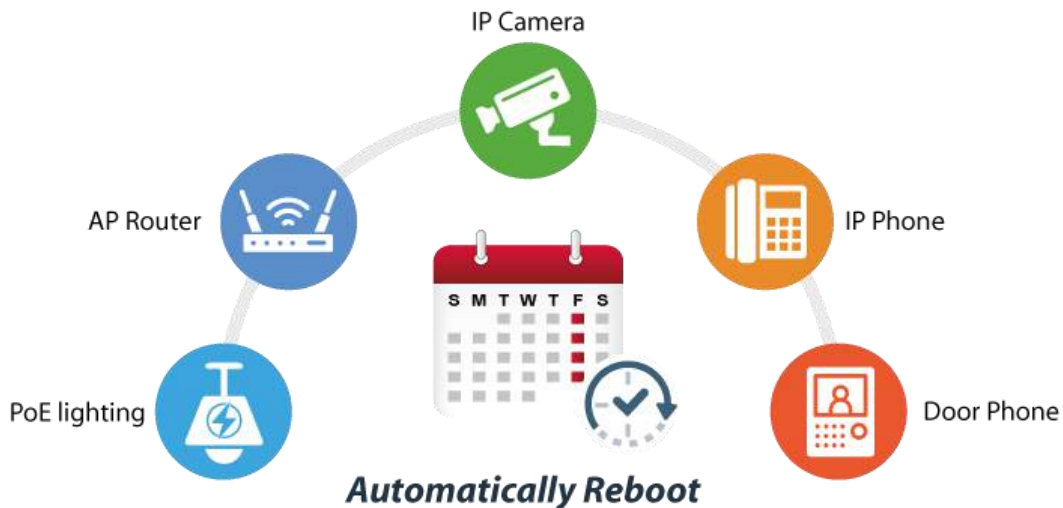 IP Camera
AP Router
IP Phone
S M T W T F S
PoE lighting
Door Phone
Automatically Reboot